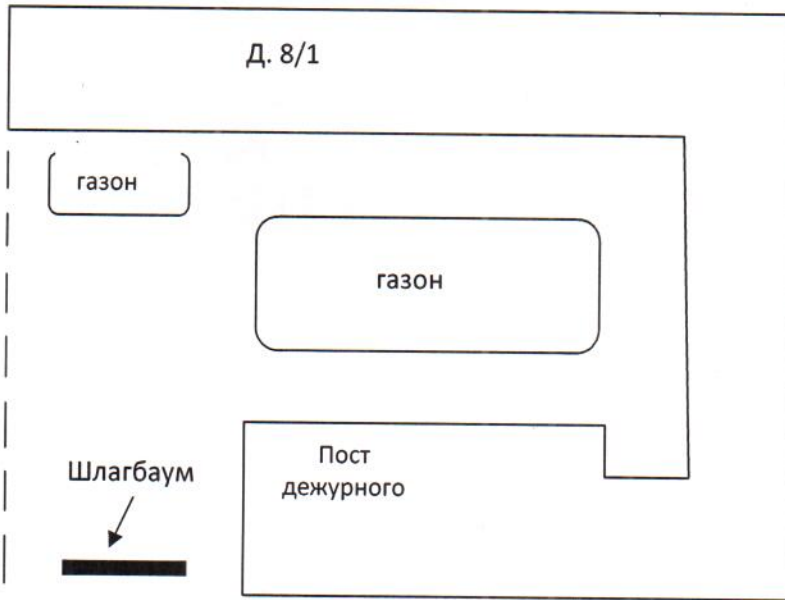 Д. 8/1
газон
газон
Пост
дежурного
Шлагбаум